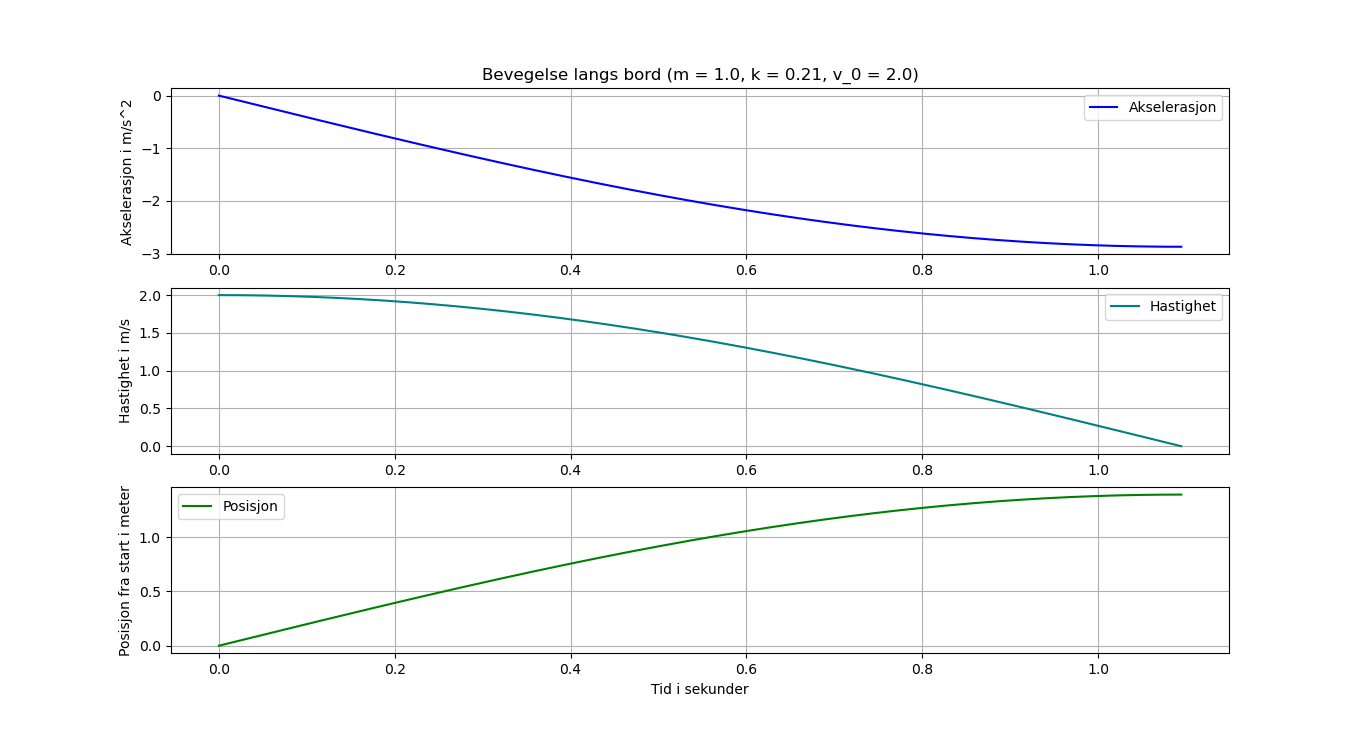 Bevegelse langs bord (m = 1.0, k = 0.21, v_0 = 2.0)
Akselerasjon i m/s^2
0
−1
−2
−3
Akselerasjon
0.0 0.2 0.4 0.6 0.8 1.0
Hastighet i m/s
2.0
1.5
1.0
0.5
0.0
Hastighet
0.0 0.2 0.4 0.6 0.8 1.0
Posisjon fra start i meter
1.0
0.5
0.0
Posisjon
0.0 0.2 0.4 0.6 0.8 1.0
Tid i sekunder